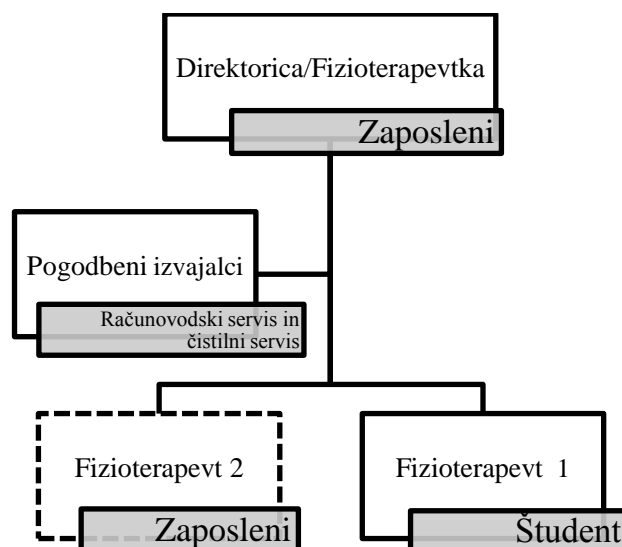 Direktorica/Fizioterapevtka
Zaposleni
Pogodbeni izvajalci
Računovodski servis in
čistilni servis
Fizioterapevt 2
Zaposleni
Fizioterapevt 1
Študent